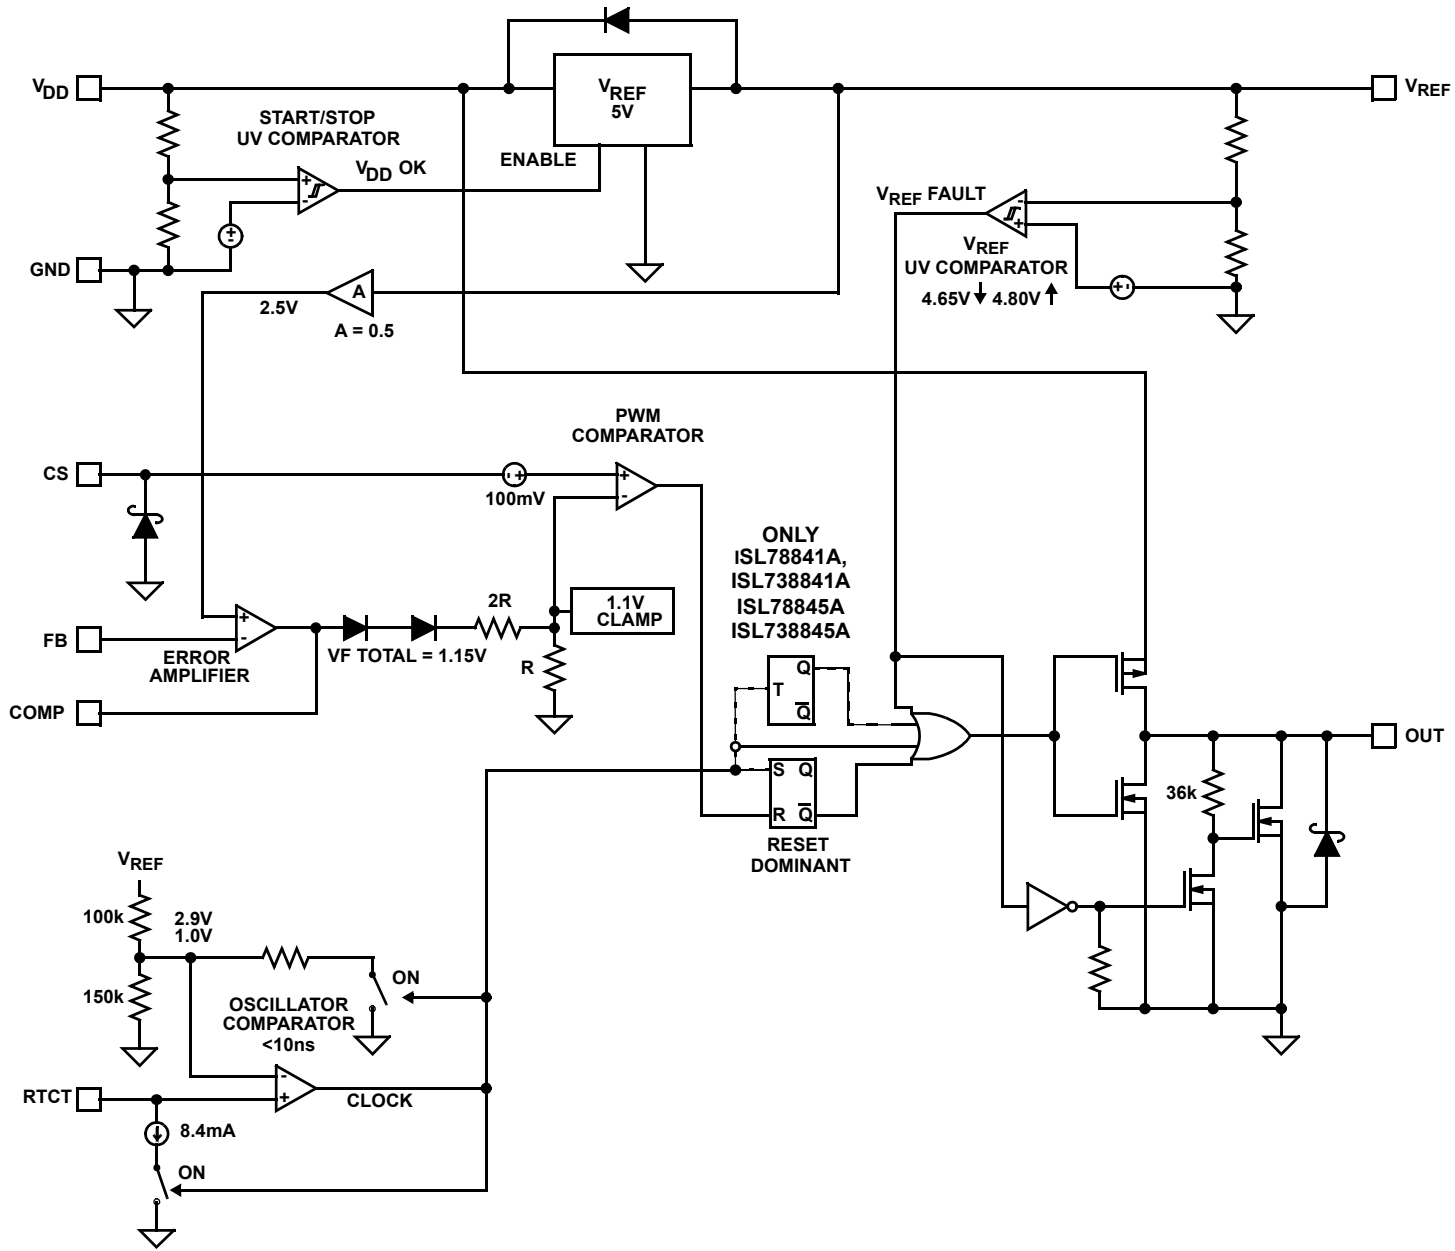 VDD
VREF
5V
VREF
START/STOP
UV COMPARATOR
+
-
VDD OK
ENABLE
+
-
GND
VREF FAULT
-
+
VREF
UV COMPARATOR
4.65V 4.80V
+ -
2.5V
A
A = 0.5
PWM
COMPARATOR
CS
- +
100mV
+
-
ONLY
ISL78841A,
ISL738841A
ISL78845A
ISL738845A
1.1V
CLAMP
2R
R
+
-
FB
ERROR
AMPLIFIER
VF TOTAL = 1.15V
COMP
T
Q
Q
S Q
R Q
RESET
DOMINANT
OUT
36k
VREF
100k
2.9V
1.0V
150k
ON
OSCILLATOR
COMPARATOR
<10ns
-
+
RTCT
CLOCK
8.4mA
ON